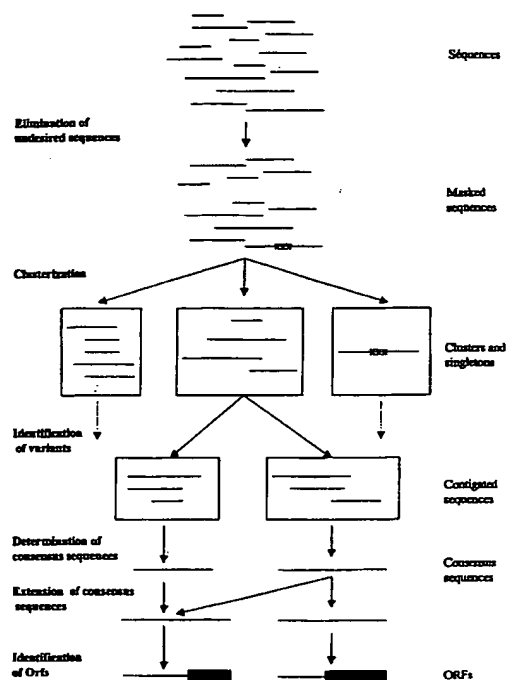 Séquences
Elimination of
undesired sequences
Masked
sequences
Clusterization
Clusters and
singletons
Identification
of variants
Contigated
sequences
Determination of
consensus sequences
Consensus
sequences
Extension of consensus
sequences
Identification
of Orfs
ORFs